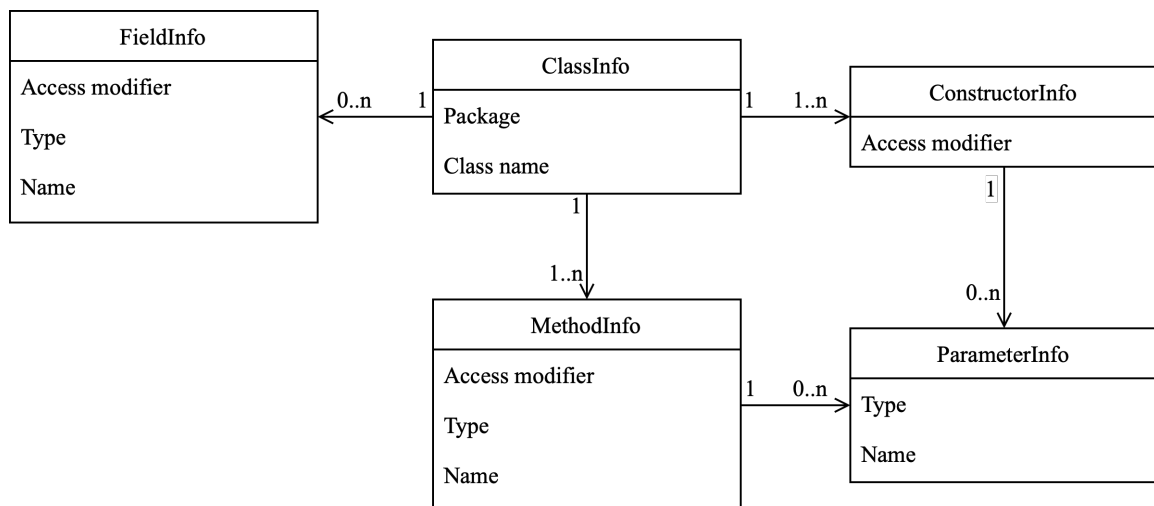 FieldInfo
Access modifier
Type
Name
0..n 1
ClassInfo
Package
Class name
1 1..n
ConstructorInfo
Access modifier
1
0..n
1
1..n
MethodInfo
Access modifier
Type
Name
1 0..n
ParameterInfo
Type
Name